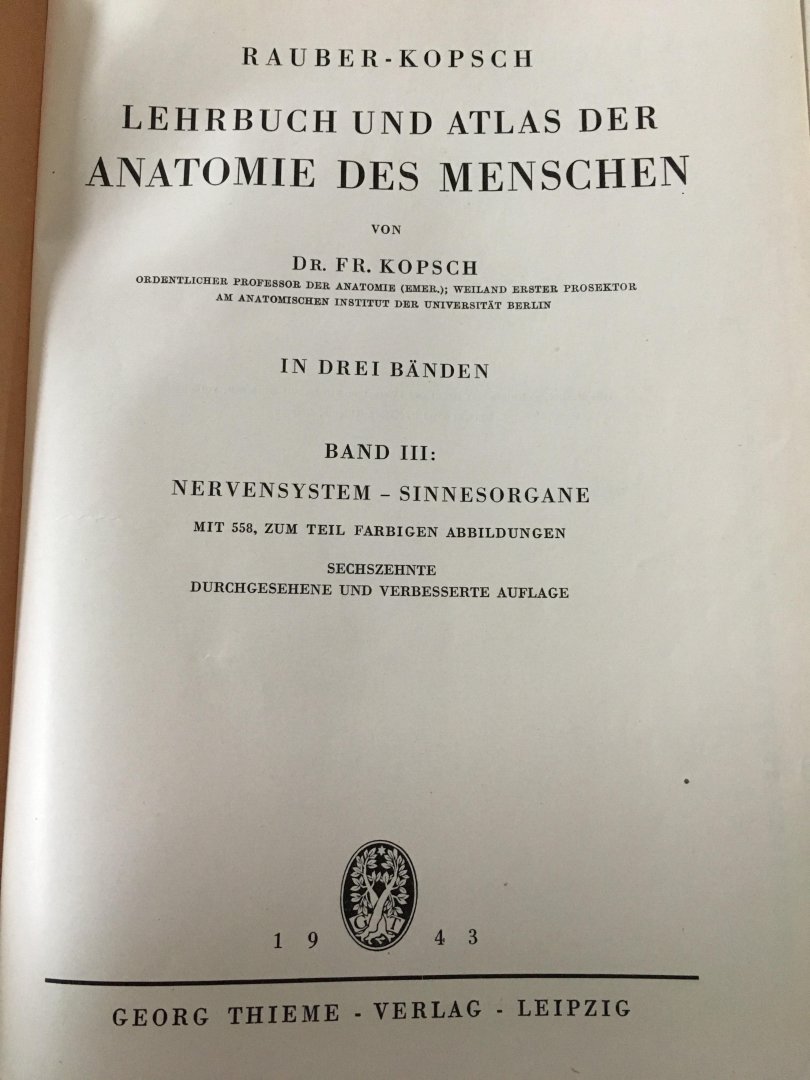 RAUBER-KOPSCH
LEHRBUCH UND ATLAS DER
ANATOMIE DES MENSCHEN
VON
DR. FR. KOPSCH
ORDENTLICHER PROFESSOR DER ANATOMIE (EMER.); WEILAND ERSTER PROSEKTOR
AM ANATOMISCHEN INSTITUT DER UNIVERSITÄT BERLIN
IN DREI BÄNDEN
BAND III:
NERVENSYSTEM – SINNESORGANE
MIT 558, ZUM TEIL FARBIGEN ABBILDUNGEN
SECHSZEHNTE
DURCHGESEHENE UND VERBESSERTE AUFLAGE
G T
1 9 4 3
GEORG THIEME - VERLAG - LEIPZIG